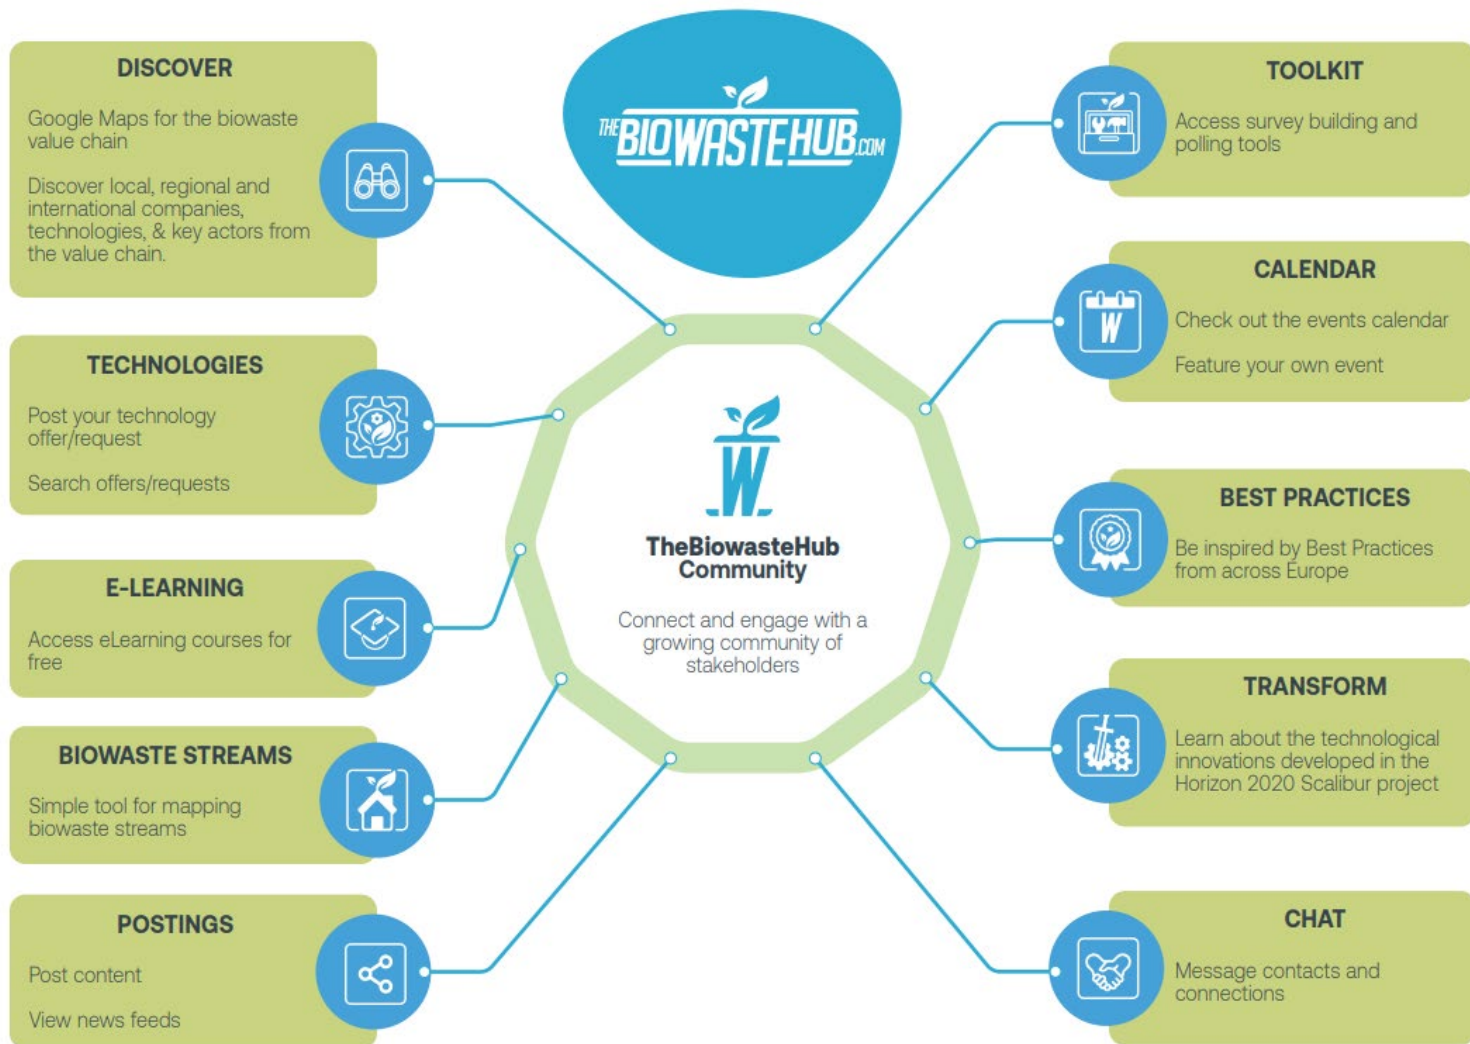 THE
BIOWASTEHUB.COM
DISCOVER
Google Maps for the biowaste
value chain
Discover local, regional and
international companies,
technologies, & key actors from
the value chain.
TECHNOLOGIES
Post your technology
offer/request
Search offers/requests
E-LEARNING
Access eLearning courses for
free
BIOWASTE STREAMS
Simple tool for mapping
biowaste streams
POSTINGS
Post content
View news feeds
W
TheBiowasteHub
Community
Connect and engage with a
growing community of
stakeholders
TOOLKIT
Access survey building and
polling tools
W
CALENDAR
Check out the events calendar
Feature your own event
BEST PRACTICES
Be inspired by Best Practices
from across Europe
TRANSFORM
Learn about the technological
innovations developed in the
Horizon 2020 Scalibur project
CHAT
Message contacts and
connections